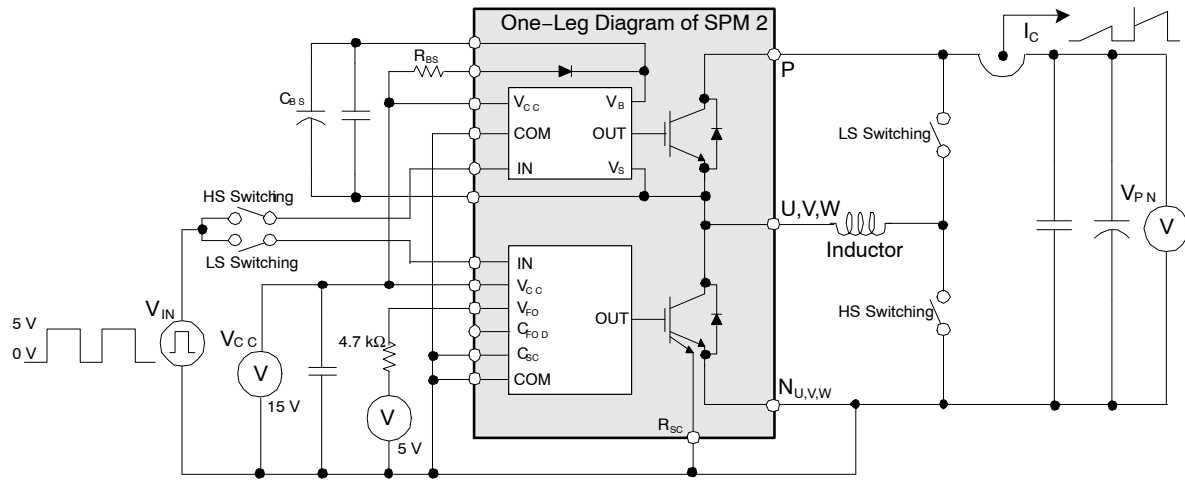 One–Leg Diagram of SPM 2
I_C
R_BS
P
C_BS
V_CC
V_B
COM
OUT
IN
V_S
LS Switching
HS Switching
LS Switching
U,V,W
Inductor
V_PN
V
IN
V_CC
V_FO
C_FOD
C_SC
COM
OUT
HS Switching
V_IN
5 V
0 V
V_CC
V
15 V
4.7 kΩ
V
5 V
N_U,V,W
R_SC